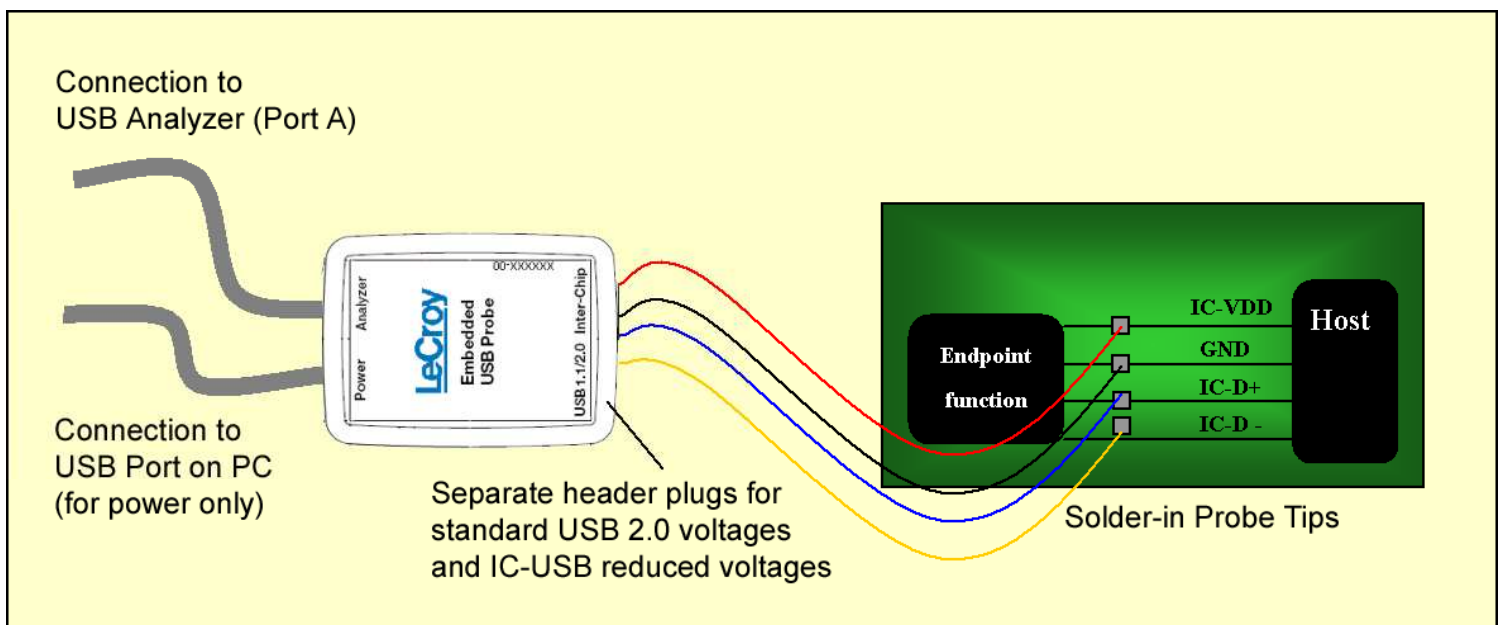 Connection to
USB Analyzer (Port A)
Power
Analyzer
LeCroy
Embedded
USB Probe
00-XXXXXX
USB 1.1/2.0
Inter-Chip
Connection to
USB Port on PC
(for power only)
Separate header plugs for
standard USB 2.0 voltages
and IC-USB reduced voltages
Endpoint
function
IC-VDD
GND
IC-D+
IC-D -
Host
Solder-in Probe Tips